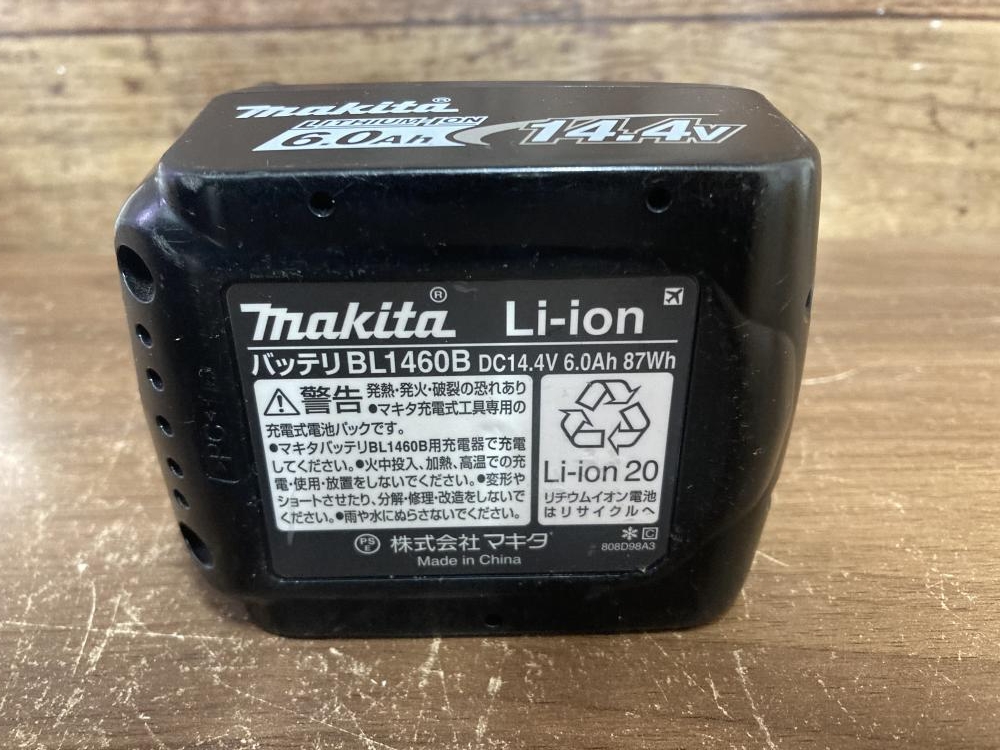 makita®
LITHIUM-ION
6.0Ah 14.4V
makita® Li-ion
バッテリ BL1460B DC14.4V 6.0Ah 87Wh
警告 発熱・発火・破裂の恐れあり
●マキタ充電式工具専用の
充電式電池パックです。
●マキタバッテリBL1460B用充電器で充電
してください。●火中投入、加熱、高温での充
電・使用・放置をしないでください。●変形や
ショートさせたり、分解・修理・改造をしないで
ください。●雨や水にぬらさないでください。
Li-ion 20
リチウムイオン電池
はリサイクルへ
PS
E
株式会社 マキタ
Made in China
C
808D98A3